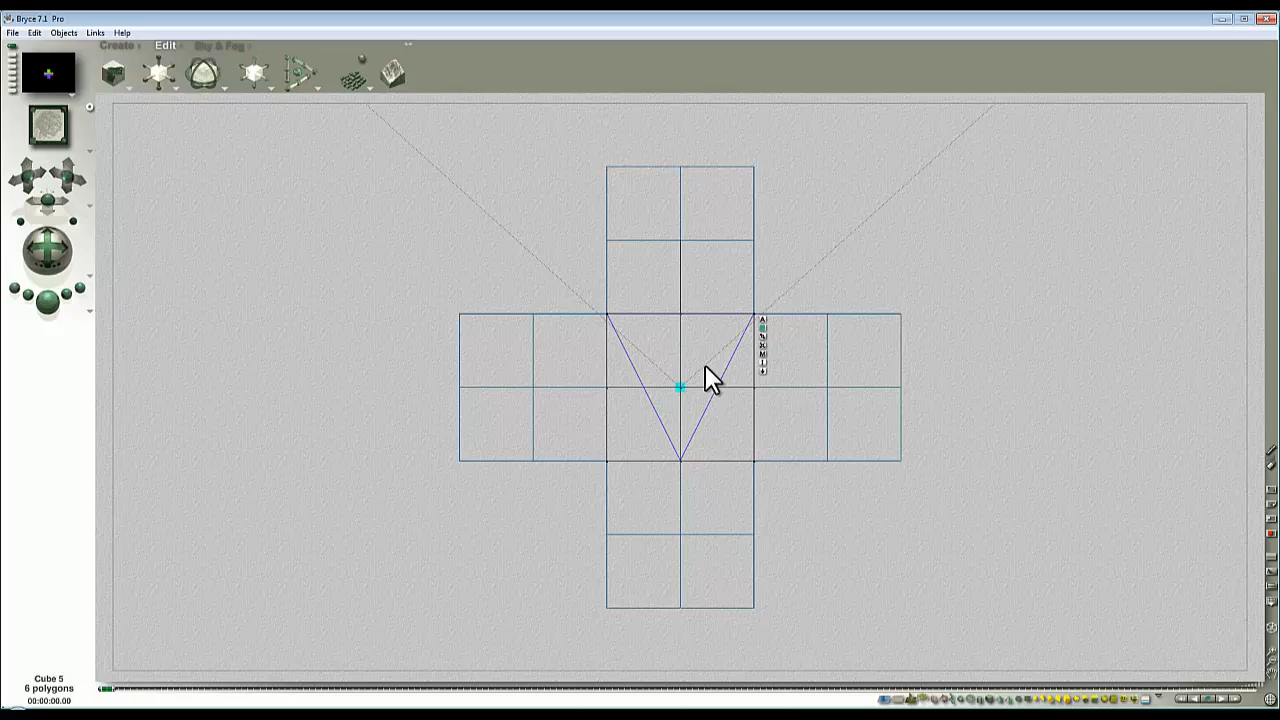 Bryce 7.1 Pro
File Edit Objects Links Help
Create Edit Sky & Fog
A
M
Cube 5
6 polygons
00:00:00.00